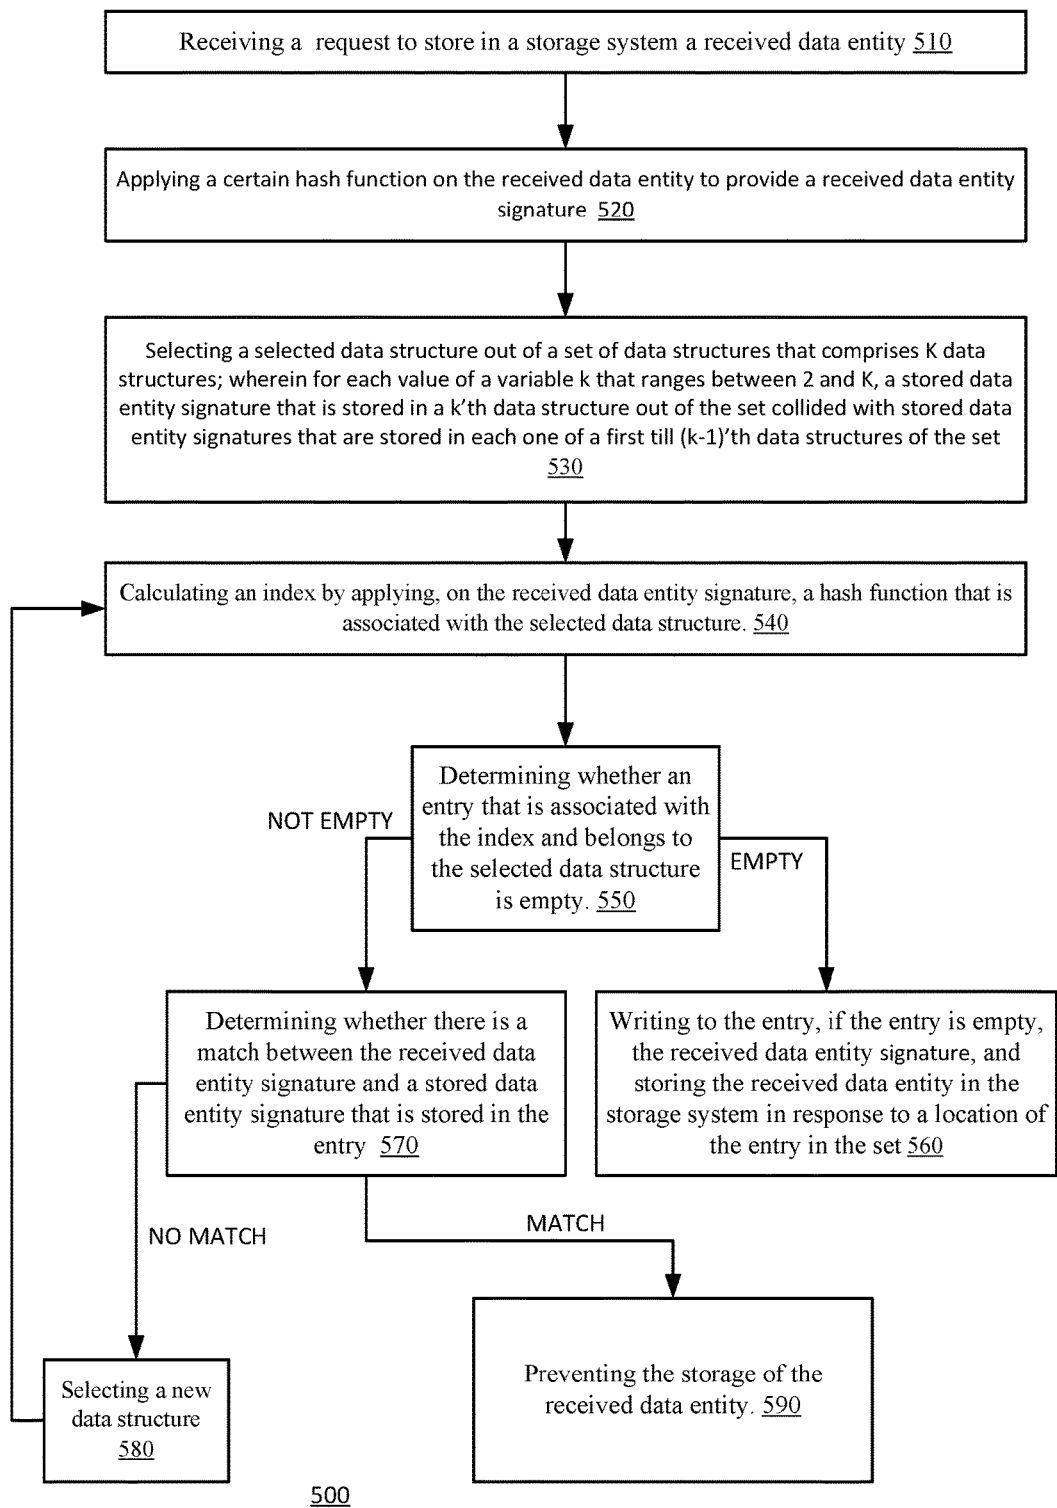 Receiving a request to store in a storage system a received data entity 510
Applying a certain hash function on the received data entity to provide a received data entity
signature 520
Selecting a selected data structure out of a set of data structures that comprises K data
structures; wherein for each value of a variable k that ranges between 2 and K, a stored data
entity signature that is stored in a k'th data structure out of the set collided with stored data
entity signatures that are stored in each one of a first till (k-1)'th data structures of the set
530
Calculating an index by applying, on the received data entity signature, a hash function that is
associated with the selected data structure. 540
Determining whether an
entry that is associated with
the index and belongs to
the selected data structure
is empty. 550
NOT EMPTY
EMPTY
Determining whether there is a
match between the received data
entity signature and a stored data
entity signature that is stored in the
entry 570
Writing to the entry, if the entry is empty,
the received data entity signature, and
storing the received data entity in the
storage system in response to a location of
the entry in the set 560
NO MATCH
MATCH
Selecting a new
data structure
580
Preventing the storage of the
received data entity. 590
500